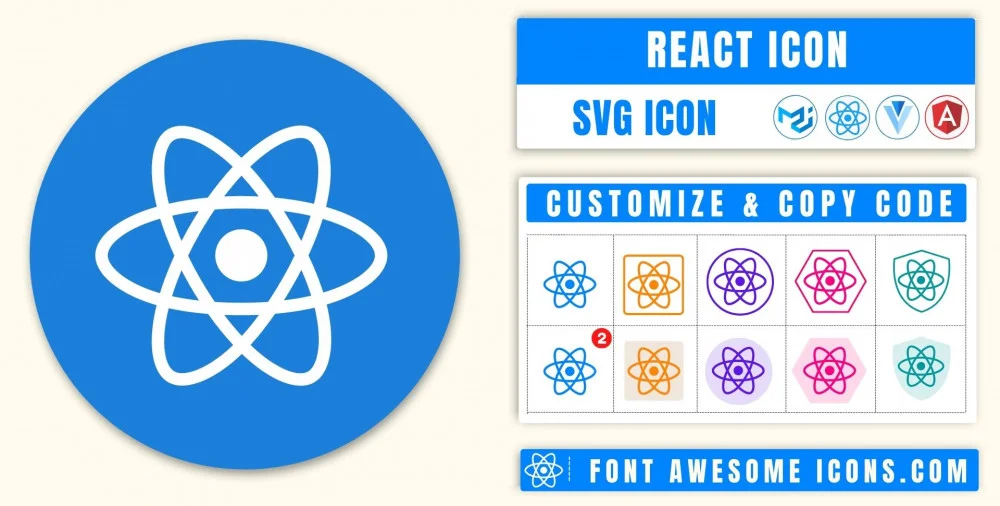 REACT ICON
SVG ICON
CUSTOMIZE & COPY CODE
2
FONT AWESOME ICONS.COM